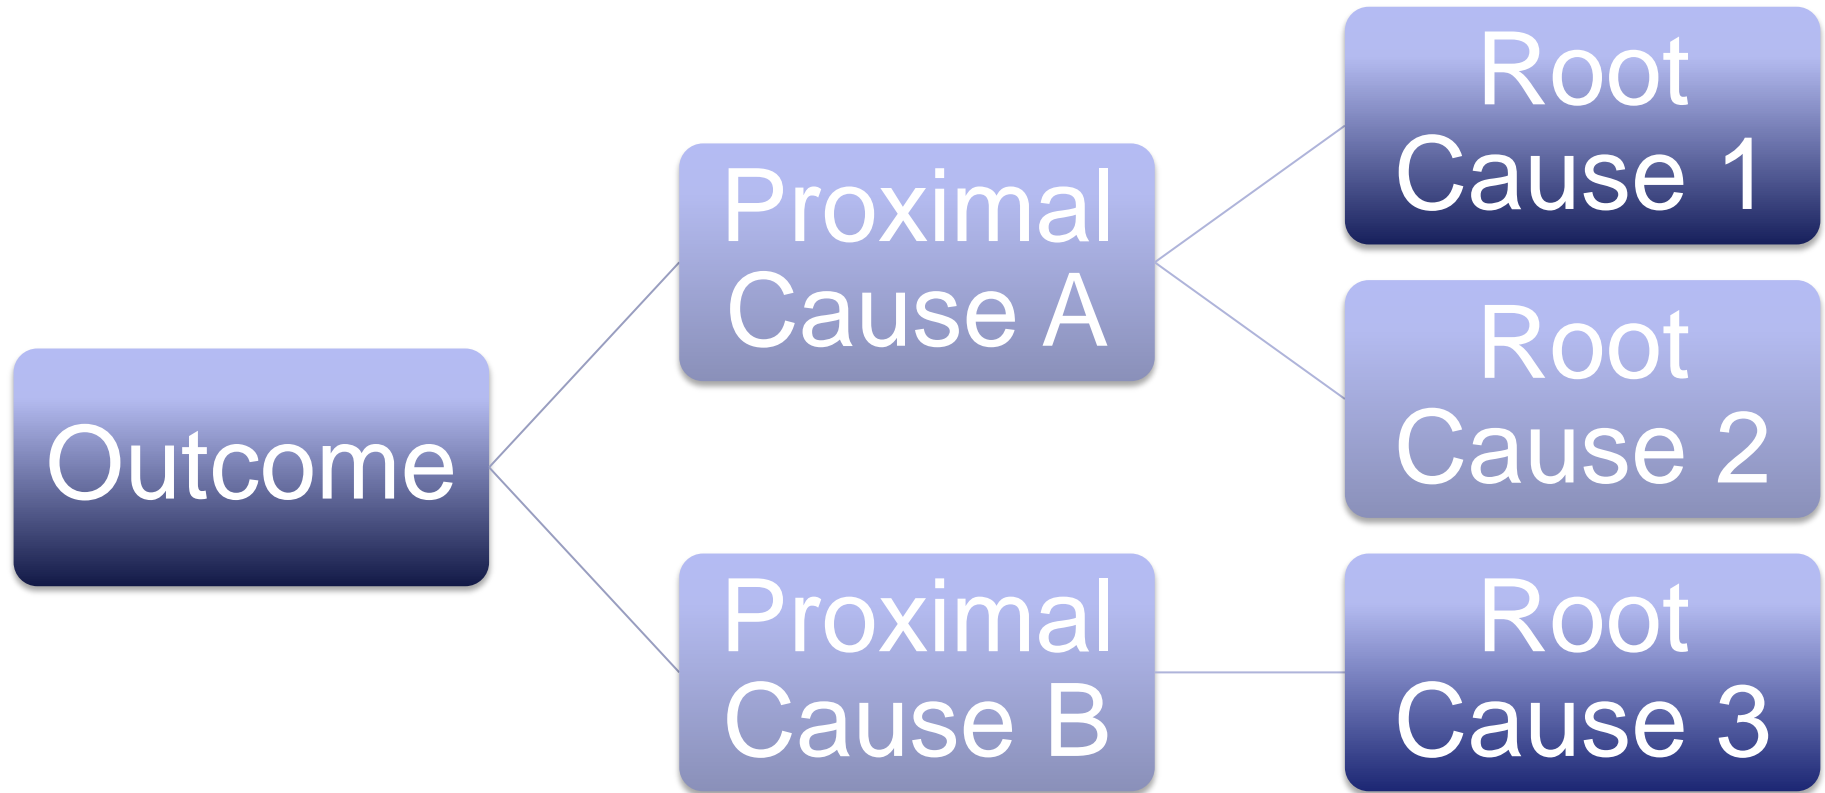 Outcome
Proximal
Cause A
Proximal
Cause B
Root
Cause 1
Root
Cause 2
Root
Cause 3